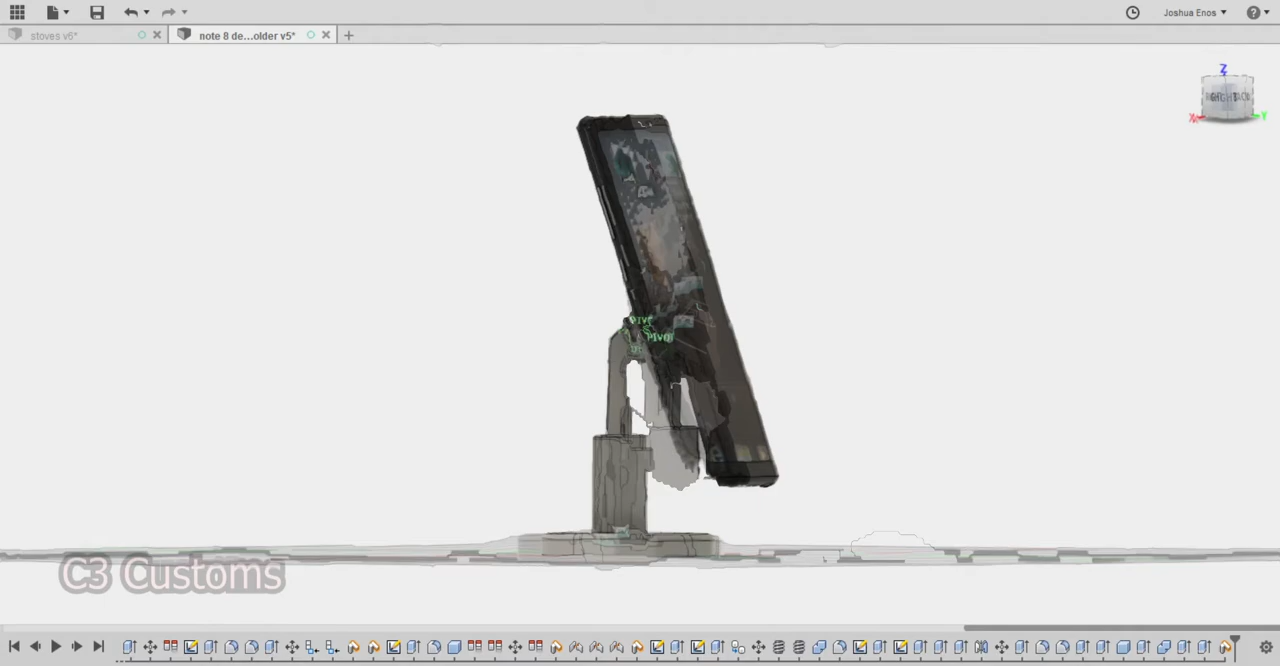 Joshua Enos
stoves v6*
note 8 de...older v5*
Z
C3 Customs